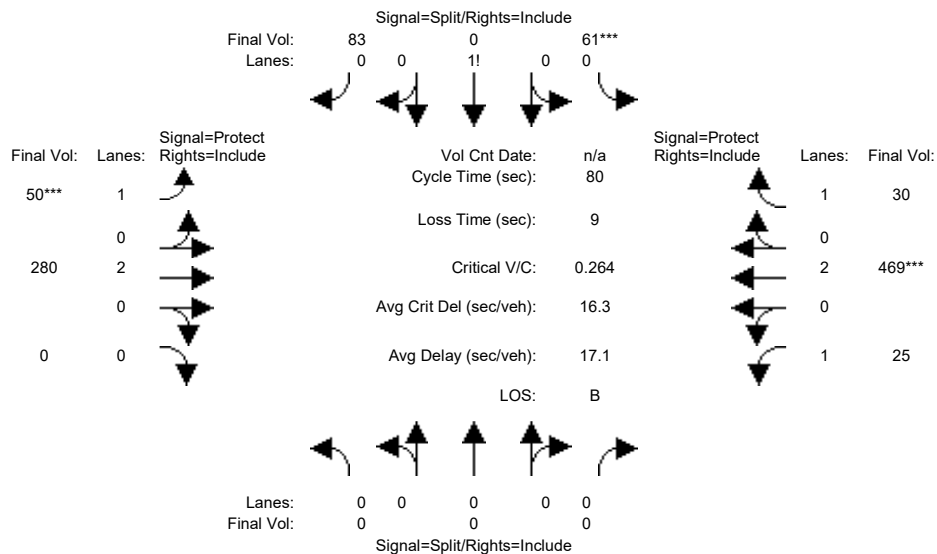 Signal=Split/Rights=Include
Final Vol: 83 0 61***
Lanes: 0 0 1! 0 0
Signal=Protect Signal=Protect
Final Vol: Lanes: Rights=Include Vol Cnt Date: n/a Rights=Include Lanes: Final Vol:
Cycle Time (sec): 80
50*** 1 1 30
Loss Time (sec): 9
0 0
280 2 Critical V/C: 0.264 2 469***
0 Avg Crit Del (sec/veh): 16.3 0
0 0 Avg Delay (sec/veh): 17.1 1 25
LOS: B
Lanes: 0 0 0 0 0
Final Vol: 0 0 0
Signal=Split/Rights=Include